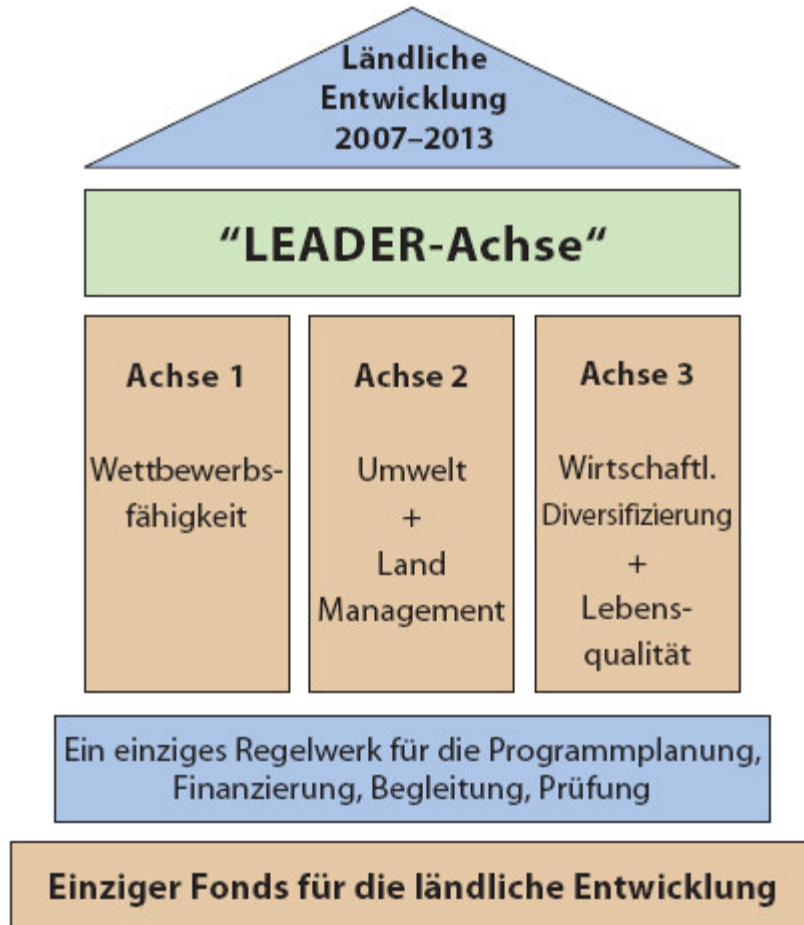 Ländliche
Entwicklung
2007–2013
“LEADER-Achse“
Achse 1
Wettbewerbs-
fähigkeit
Achse 2
Umwelt
+
Land
Management
Achse 3
Wirtschaftl.
Diversifizierung
+
Lebens-
qualität
Ein einziges Regelwerk für die Programmplanung,
Finanzierung, Begleitung, Prüfung
Einziger Fonds für die ländliche Entwicklung